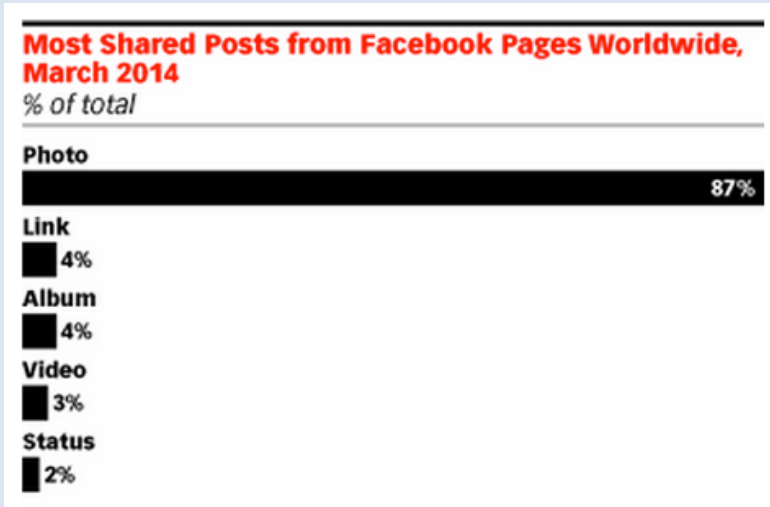 Most Shared Posts from Facebook Pages Worldwide,
March 2014
% of total
Photo
87%
Link
4%
Album
4%
Video
3%
Status
2%